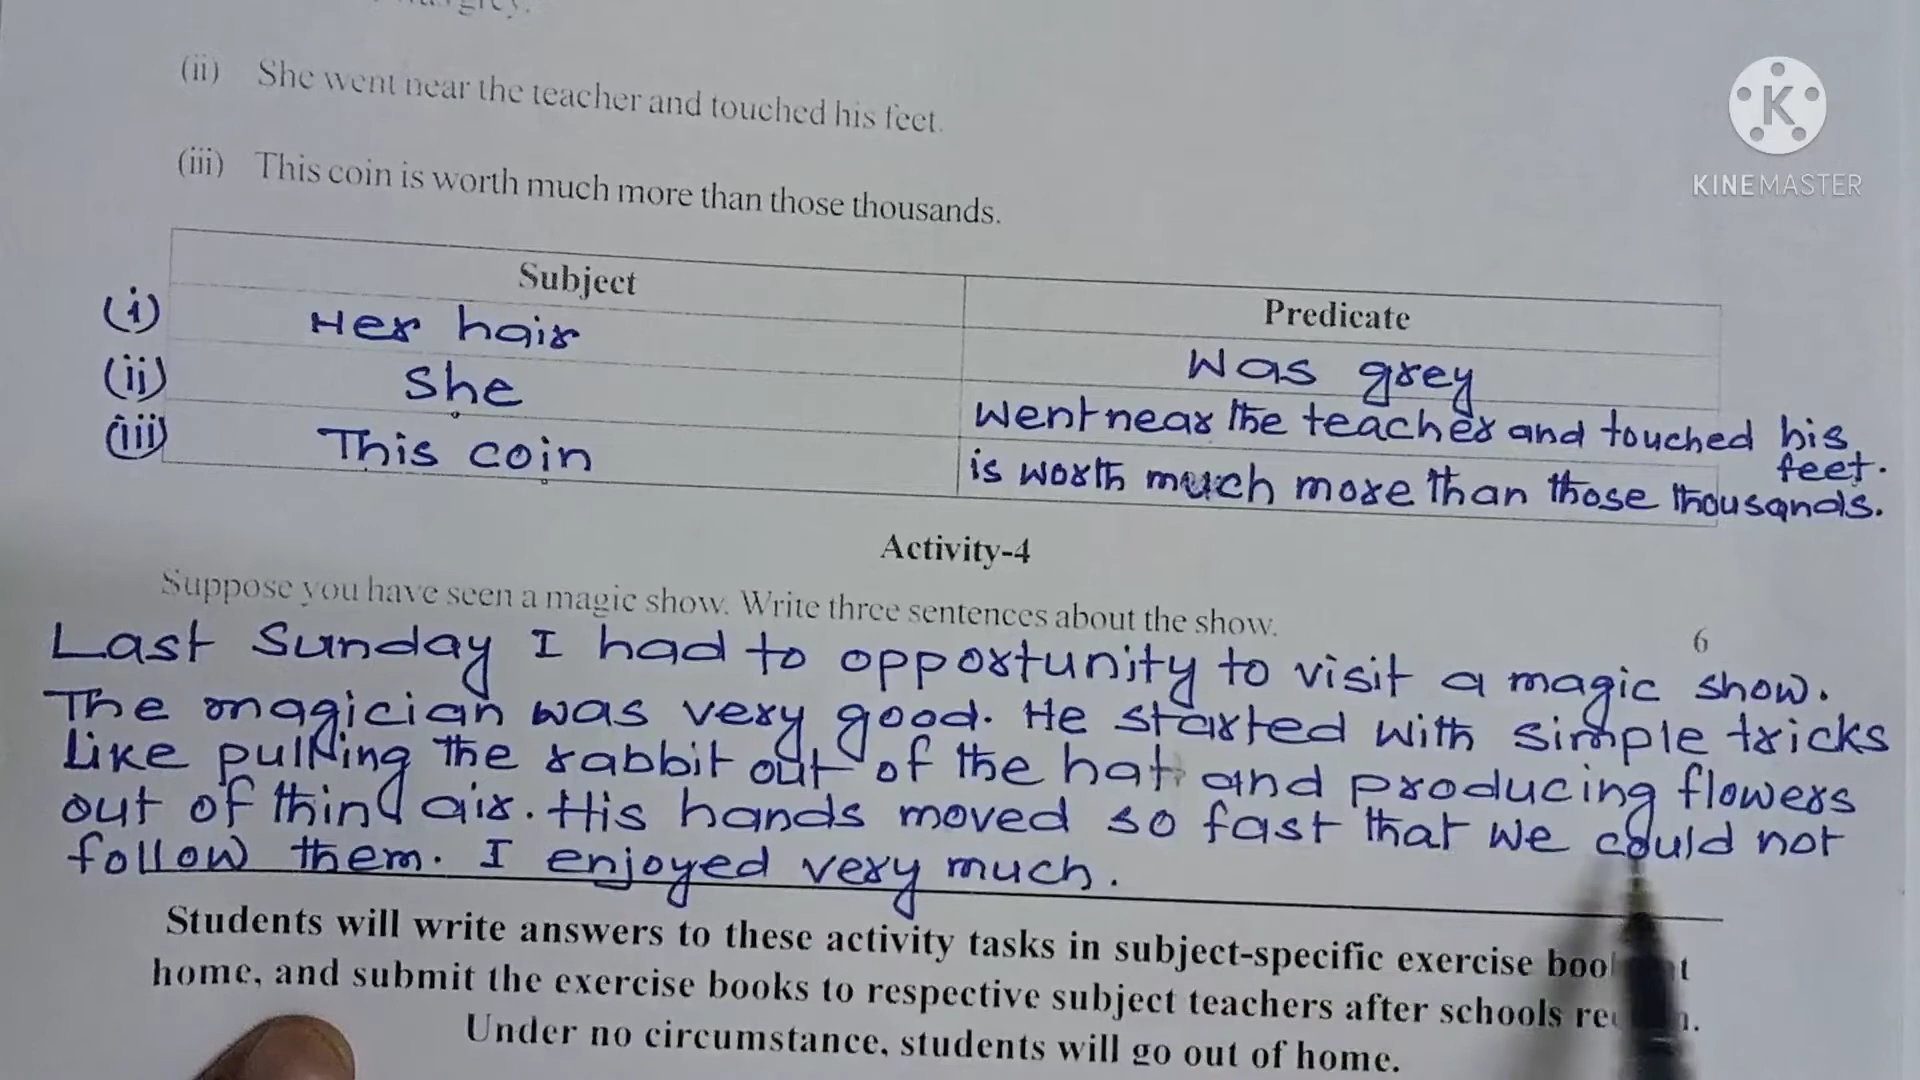 (ii) She went near the teacher and touched his feet.
(iii) This coin is worth much more than those thousands.
KINEMASTER
Subject Predicate
(i) Her hair Was grey
(ii) She went near the teacher and touched his feet.
(iii) This coin is worth much more than those thousands.
Activity-4
Suppose you have seen a magic show. Write three sentences about the show. 6
Last Sunday I had to opportunity to visit a magic show.
The magician was very good. He started with simple tricks
like pulling the rabbit out of the hat and producing flowers
out of thin air. His hands moved so fast that we could not
follow them. I enjoyed very much.
Students will write answers to these activity tasks in subject-specific exercise
home, and submit the exercise books to respective subject teachers after schools
Under no circumstance, students will go out of home.